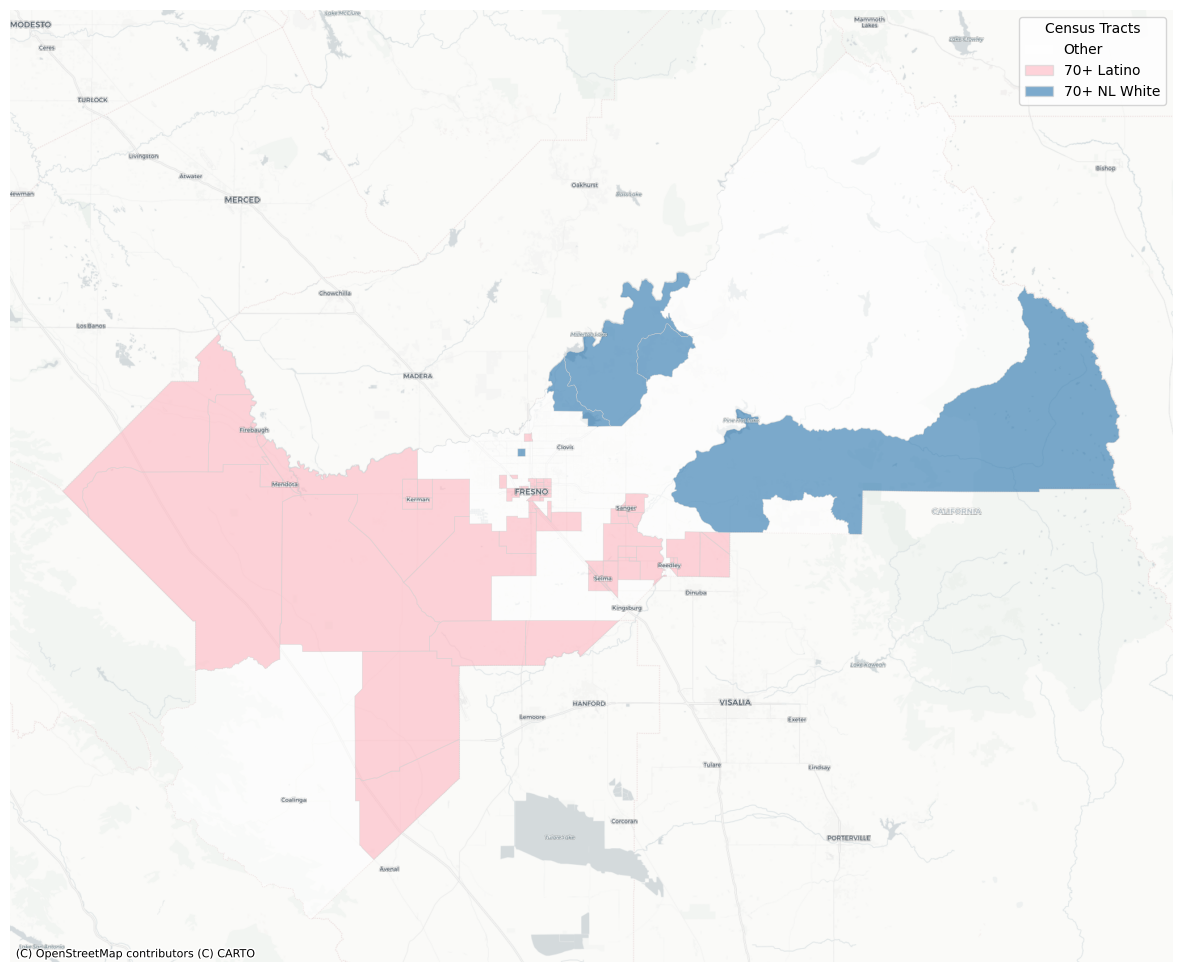 MODESTO
Lake McClure
Mammoth
Lakes
Census Tracts
Other
70+ Latino
70+ NL White
Lake Crowley
Ceres
TURLOCK
Livingston
Atwater
Bishop
Newman
MERCED
Oakhurst
Bass Lake
Chowchilla
Los Banos
Millerton Lake
MADERA
Firebaugh
Pine Flat Lake
Clovis
Mendota
Kerman
FRESNO
Sanger
CALIFORNIA
Selma
Reedley
Dinuba
Kingsburg
Lake Kaweah
Lemoore
HANFORD
VISALIA
Exeter
Tulare
Lindsay
Coalinga
Corcoran
Tulare Lake
PORTERVILLE
Avenal
Lake San Antonio
(C) OpenStreetMap contributors (C) CARTO